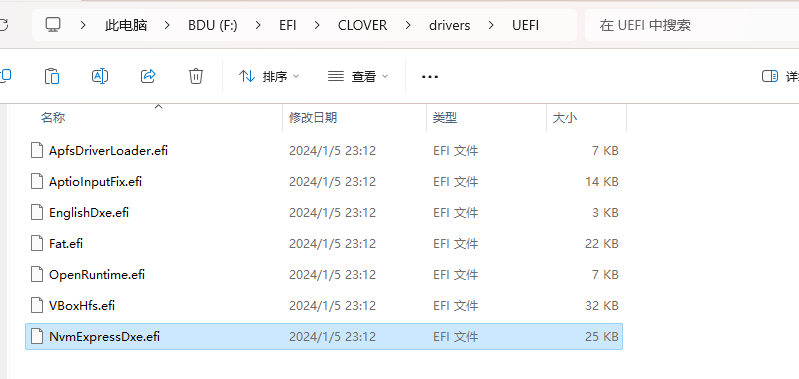 此电脑 > BDU (F:) > EFI > CLOVER > drivers > UEFI 在 UEFI 中搜索
排序 查看 ... 详
名称 修改日期 类型 大小
ApfsDriverLoader.efi 2024/1/5 23:12 EFI 文件 7 KB
AptioInputFix.efi 2024/1/5 23:12 EFI 文件 14 KB
EnglishDxe.efi 2024/1/5 23:12 EFI 文件 3 KB
Fat.efi 2024/1/5 23:12 EFI 文件 22 KB
OpenRuntime.efi 2024/1/5 23:12 EFI 文件 7 KB
VBoxHfs.efi 2024/1/5 23:12 EFI 文件 32 KB
NvmExpressDxe.efi 2024/1/5 23:12 EFI 文件 25 KB